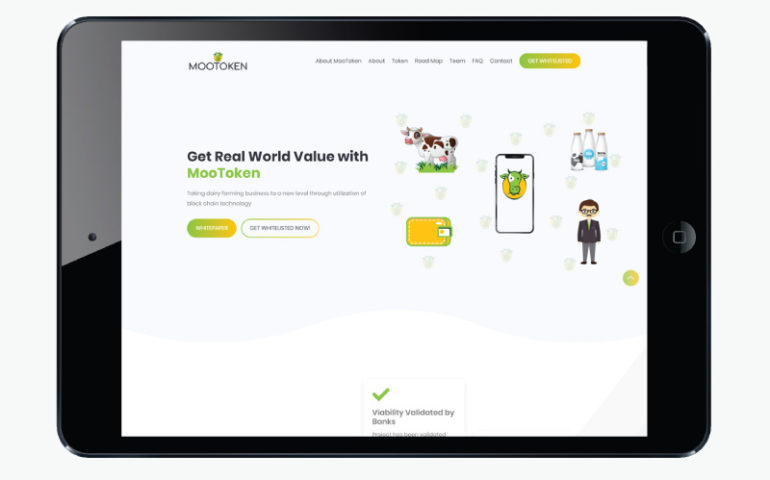 MOOTOKEN
About MooToken About Token Road Map Team FAQ Contact GET WHITELISTED
Get Real World Value with
MooToken
Taking dairy farming business to a new level through utilization of
block chain technology
WHITEPAPER GET WHITELISTED NOW!
Viability Validated by
Banks
Project has been validated